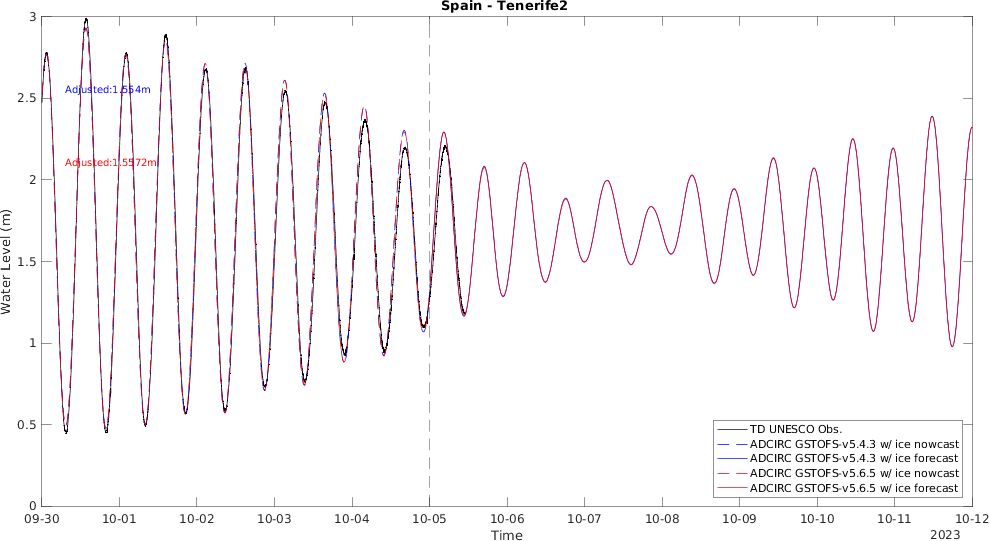 Spain - Tenerife2
3
2.5
2
1.5
1
0.5
0
Water Level (m)
Adjusted:1.554m
Adjusted:1.5572m
TD UNESCO Obs.
ADCIRC GSTOFS-v5.4.3 w/ ice nowcast
ADCIRC GSTOFS-v5.4.3 w/ ice forecast
ADCIRC GSTOFS-v5.6.5 w/ ice nowcast
ADCIRC GSTOFS-v5.6.5 w/ ice forecast
09-30 10-01 10-02 10-03 10-04 10-05 10-06 10-07 10-08 10-09 10-10 10-11 10-12
Time
2023